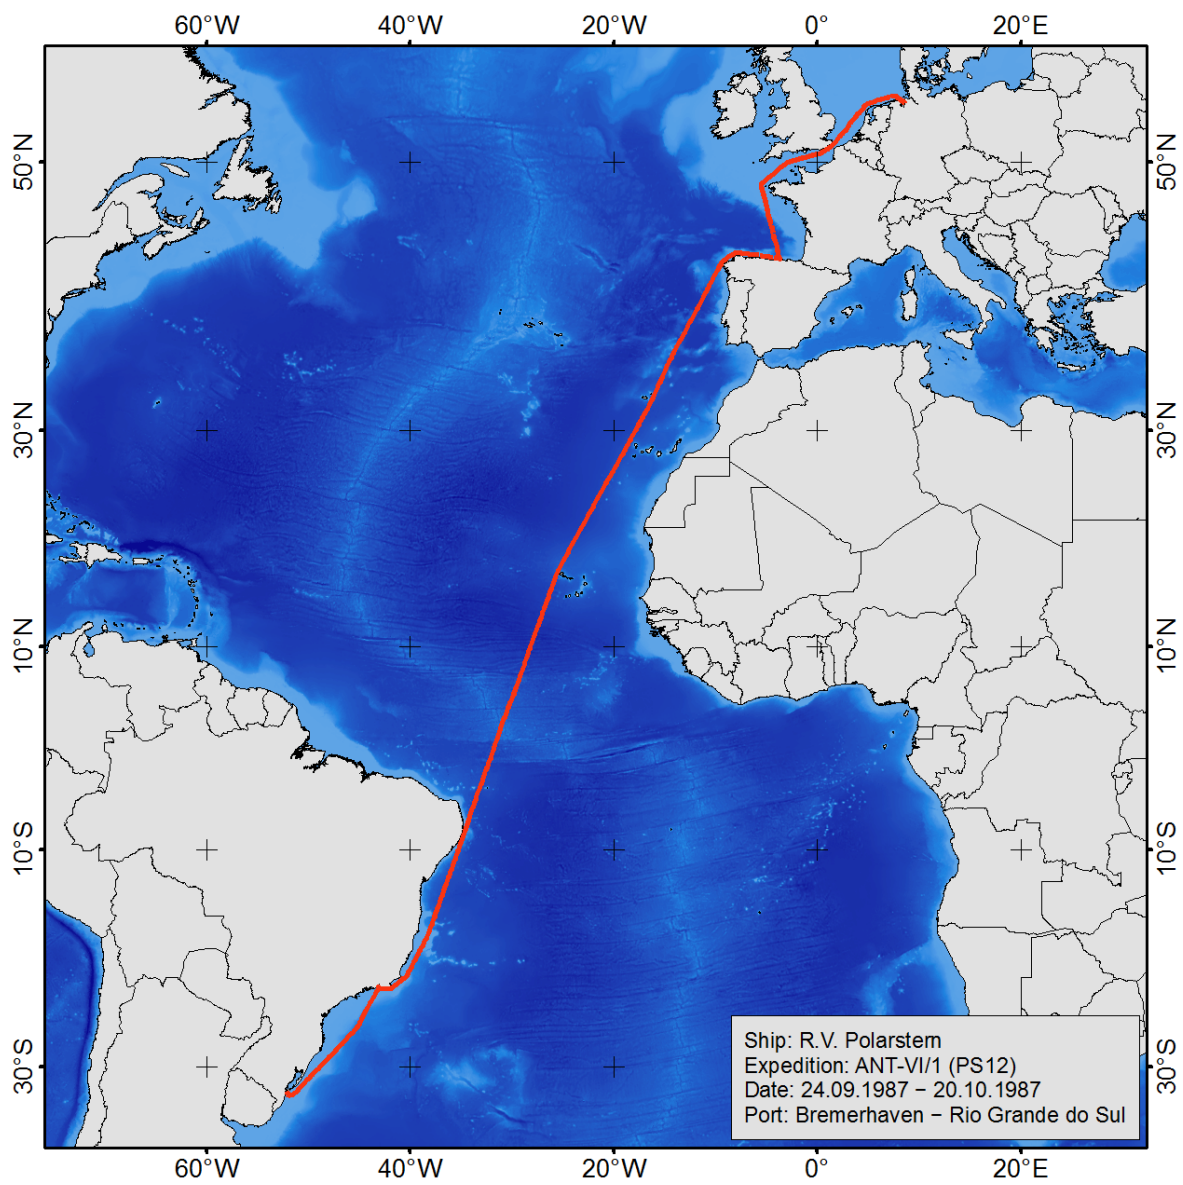 60°W 40°W 20°W 0° 20°E
50°N 50°N
30°N 30°N
10°N 10°N
10°S 10°S
30°S 30°S
Ship: R.V. Polarstern
Expedition: ANT-VI/1 (PS12)
Date: 24.09.1987 − 20.10.1987
Port: Bremerhaven − Rio Grande do Sul
60°W 40°W 20°W 0° 20°E